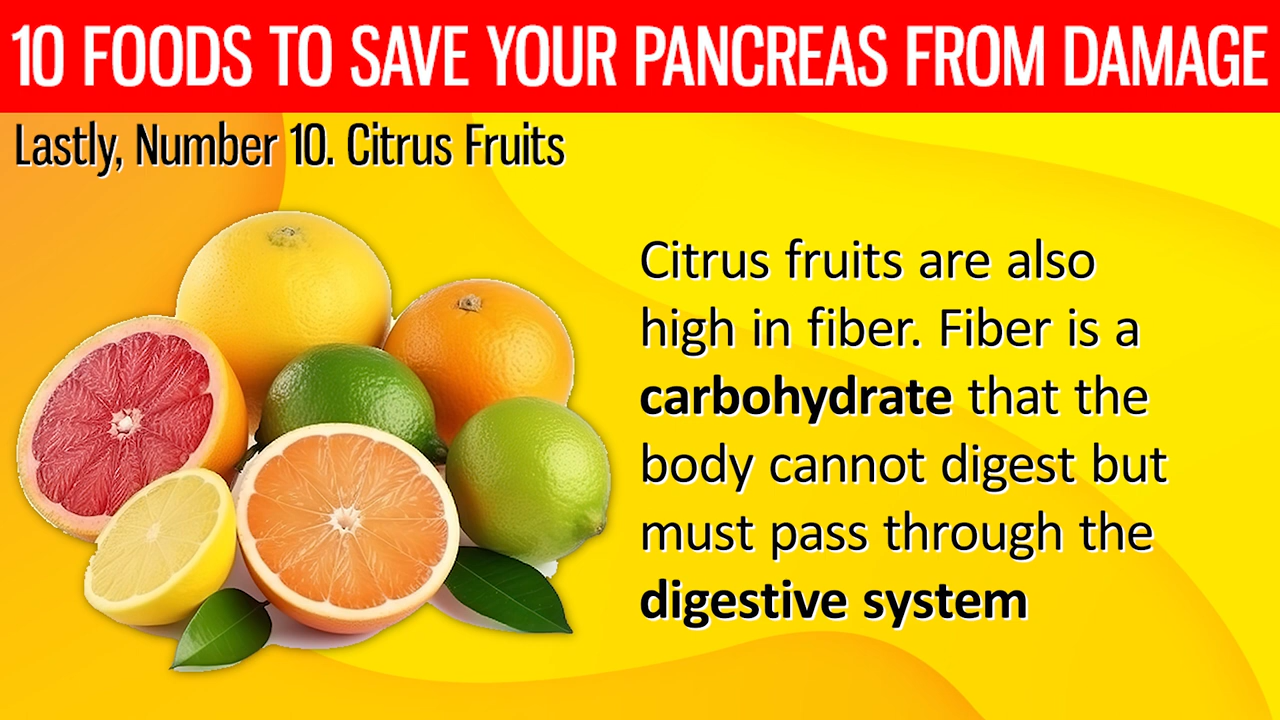 10 FOODS TO SAVE YOUR PANCREAS FROM DAMAGE
Lastly, Number 10. Citrus Fruits
Citrus fruits are also
high in fiber. Fiber is a
carbohydrate that the
body cannot digest but
must pass through the
digestive system